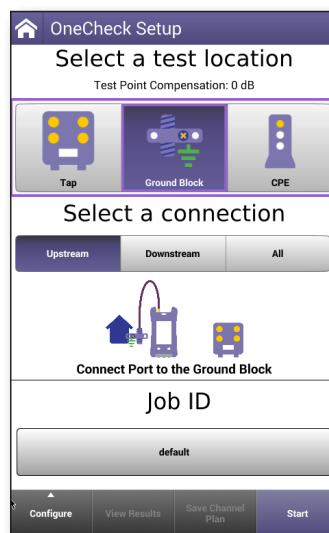 OneCheck Setup
Select a test location
Test Point Compensation: 0 dB
Tap
Ground Block
CPE
Select a connection
Upstream
Downstream
All
Connect Port to the Ground Block
Job ID
default
Configure
View Results
Save Channel
Plan
Start